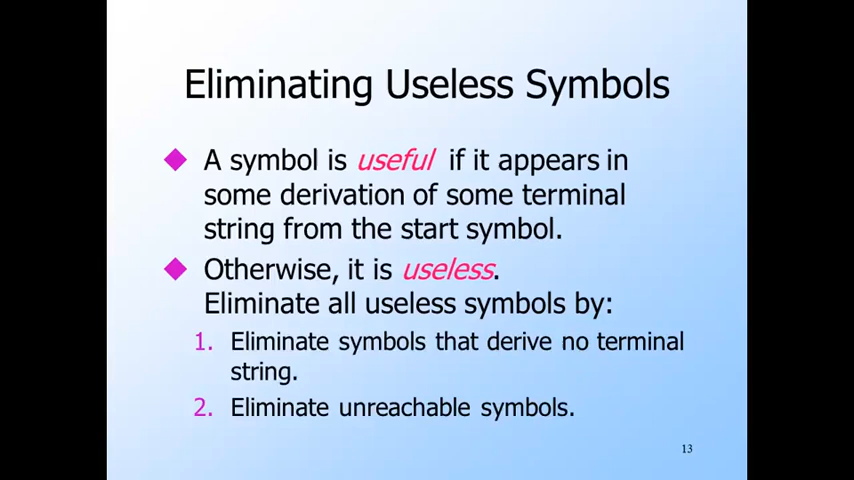 Eliminating Useless Symbols
A symbol is useful if it appears in
some derivation of some terminal
string from the start symbol.
Otherwise, it is useless.
Eliminate all useless symbols by:
1. Eliminate symbols that derive no terminal
string.
2. Eliminate unreachable symbols.
13